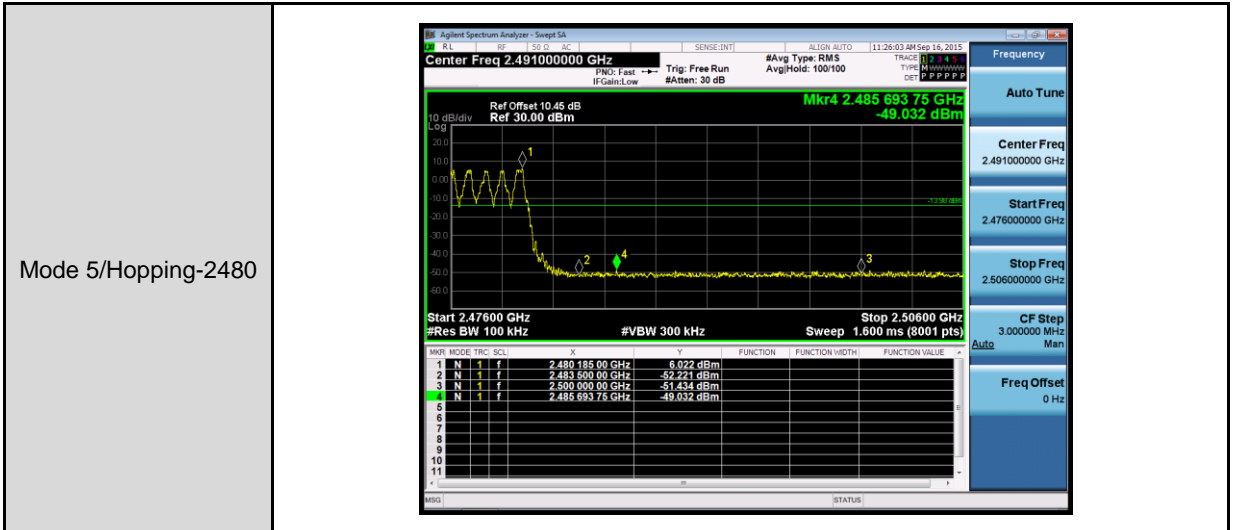 Mode 5/Hopping-2480
Agilent Spectrum Analyzer - Swept SA
RL RF 50 Ω AC SENSE:INT ALIGN AUTO 11:26:03 AM Sep 16, 2015
Center Freq 2.491000000 GHz
PNO: Fast
IFGain:Low
Trig: Free Run
#Atten: 30 dB
#Avg Type: RMS
Avg|Hold: 100/100
TRACE 1 2 3 4 5 6
TYPE MWWWWW
DET P P P P P P
Mkr4 2.485 693 75 GHz
-49.032 dBm
Ref Offset 10.45 dB
10 dB/div Ref 30.00 dBm
Log
20.0
10.0
0.00
-10.0
-20.0
-30.0
-40.0
-50.0
-60.0
1
2
4
3
-13.98 dBm
Start 2.47600 GHz Stop 2.50600 GHz
#Res BW 100 kHz #VBW 300 kHz Sweep 1.600 ms (8001 pts)
MKR MODE TRC SCL X Y FUNCTION FUNCTION WIDTH FUNCTION VALUE
1 N 1 f 2.480 185 00 GHz 6.022 dBm
2 N 1 f 2.483 500 00 GHz -52.221 dBm
3 N 1 f 2.500 000 00 GHz -51.434 dBm
4 N 1 f 2.485 693 75 GHz -49.032 dBm
5
6
7
8
9
10
11
MSG STATUS
Frequency
Auto Tune
Center Freq
2.491000000 GHz
Start Freq
2.476000000 GHz
Stop Freq
2.506000000 GHz
CF Step
3.000000 MHz
Auto Man
Freq Offset
0 Hz